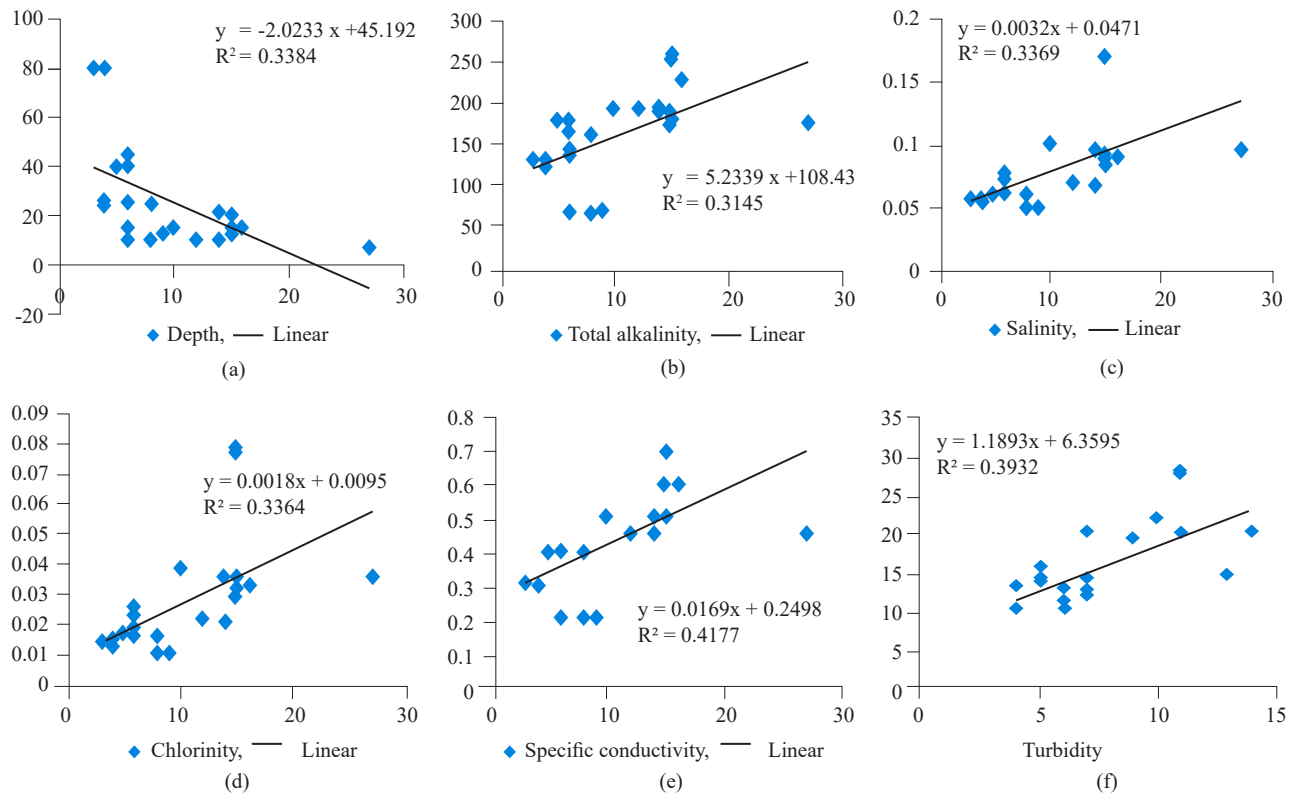 100
80
60
40
20
0
-20
0
10
20
30
y = -2.0233 x +45.192
R² = 0.3384
Depth, Linear
(a)
300
250
200
150
100
50
0
0
10
20
30
y = 5.2339 x +108.43
R² = 0.3145
Total alkalinity, Linear
(b)
0.2
0.15
0.1
0.05
0
0
10
20
30
y = 0.0032x + 0.0471
R² = 0.3369
Salinity, Linear
(c)
0.09
0.08
0.07
0.06
0.05
0.04
0.03
0.02
0.01
0
0
10
20
30
y = 0.0018x + 0.0095
R² = 0.3364
Chlorinity, Linear
(d)
0.8
0.7
0.6
0.5
0.4
0.3
0.2
0.1
0
0
10
20
30
y = 0.0169x + 0.2498
R² = 0.4177
Specific conductivity, Linear
(e)
35
30
25
20
15
10
5
0
0
5
10
15
y = 1.1893x + 6.3595
R² = 0.3932
Turbidity
(f)